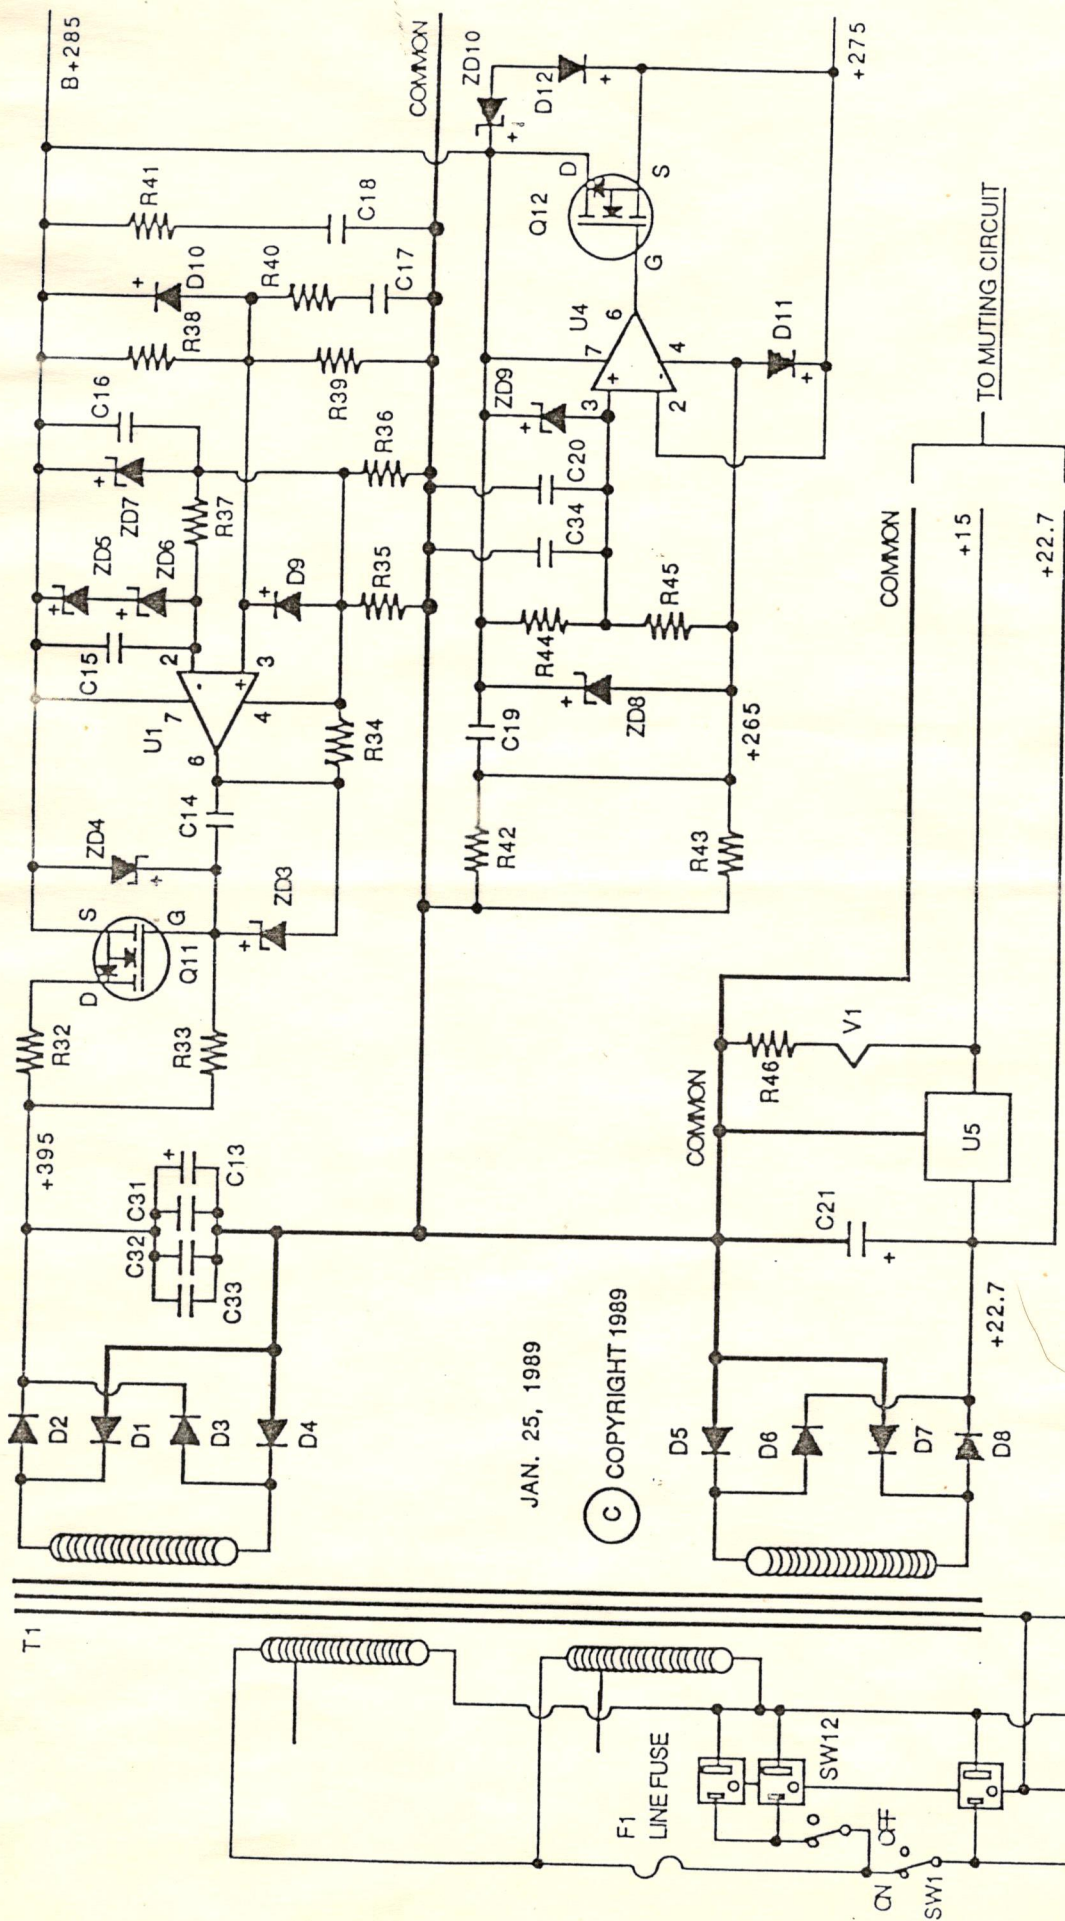 B+285
COMMON
ZD10
+
D12
+
+275
R41
C18
D
S
Q12
G
+
D10
R40
C17
R38
R39
U4
6
7
4
+
-
3
2
D11
+
TO MUTING CIRCUIT
C16
+
ZD7
R37
R36
ZD9
+
C20
C34
ZD5
+
ZD6
+
+
D9
R35
R44
R45
COMMON
+15
+22.7
C15
2
3
-
+
7
4
U1
6
R34
C19
+
ZD8
+265
C14
ZD4
+
ZD3
+
R42
R43
S
G
D
Q11
R32
R33
R46
V1
COMMON
U5
+395
+
C13
C31
C32
C33
C21
+
+22.7
D2
D1
D3
D4
JAN. 25, 1989
C COPYRIGHT 1989
D5
D6
D7
D8
T1
F1
LINE FUSE
SW12
OFF
ON
SW1